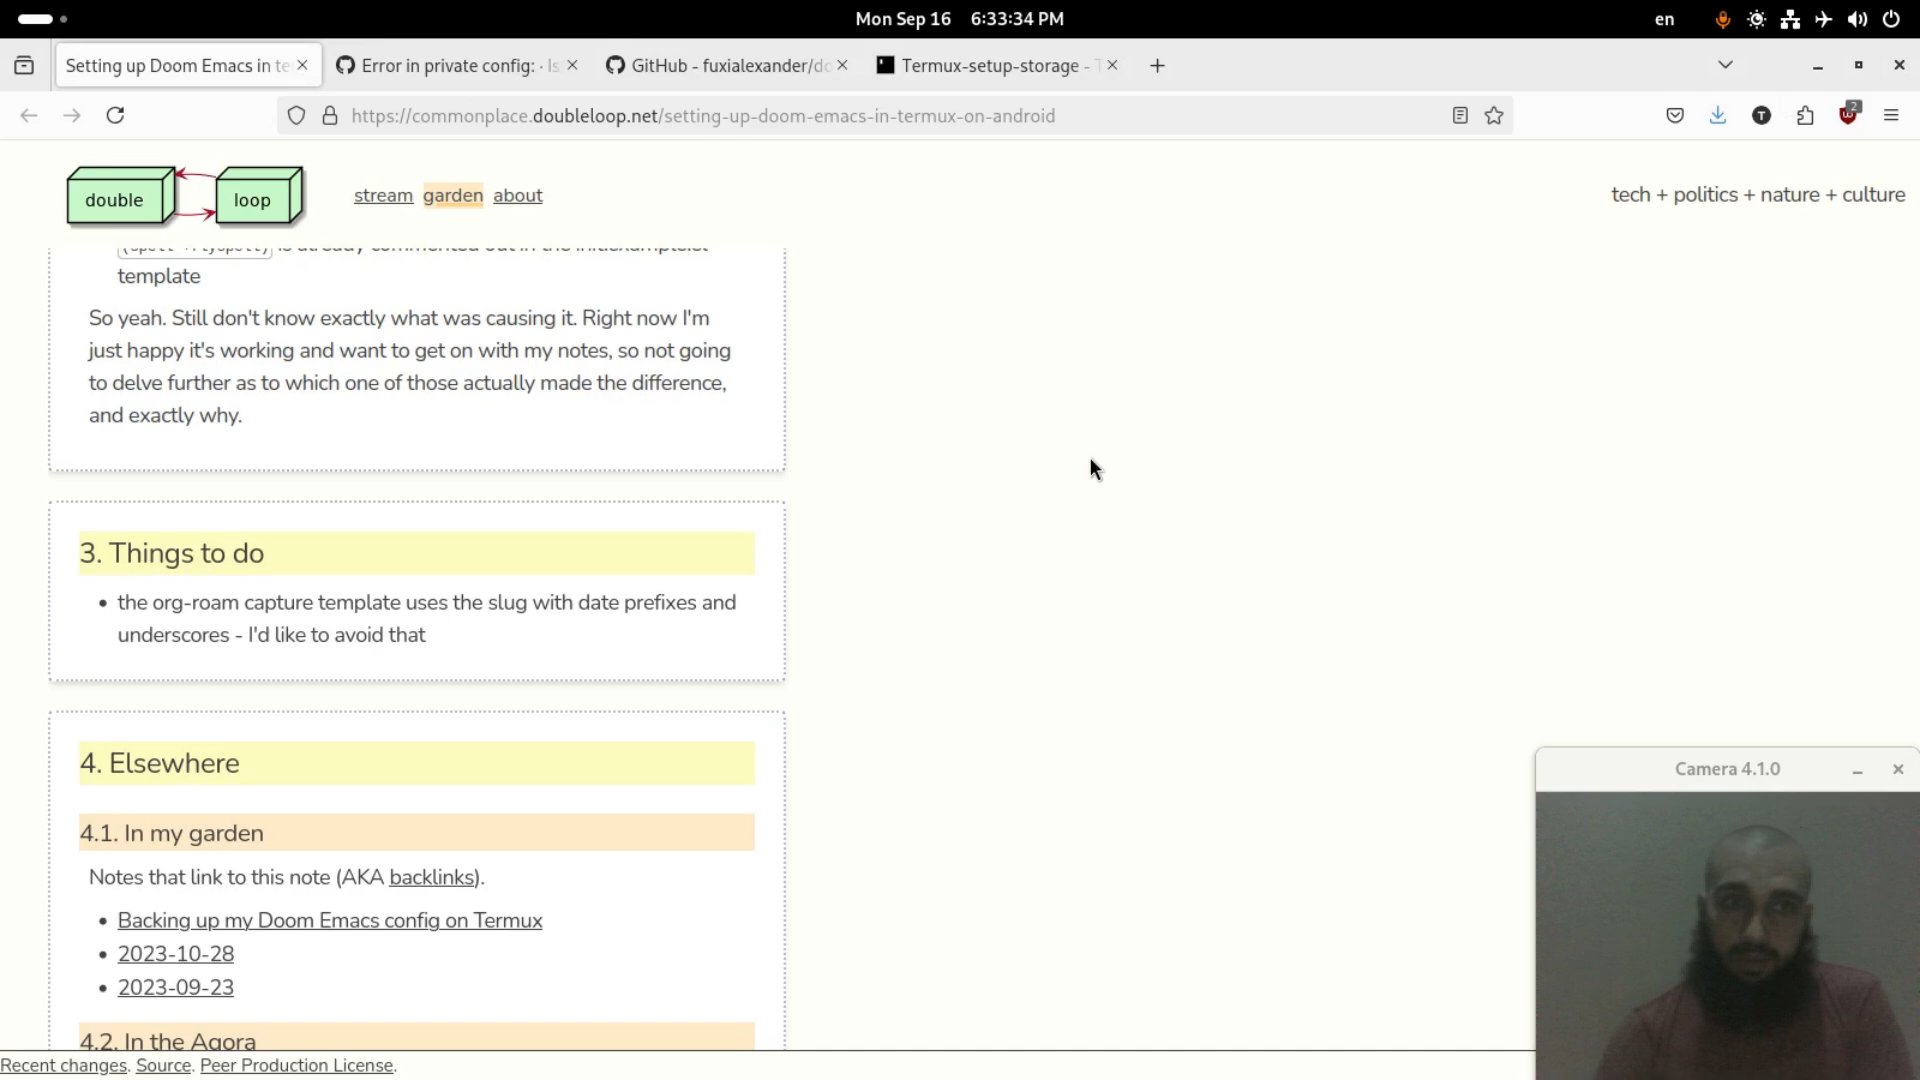 Mon Sep 16 6:33:34 PM
en
Setting up Doom Emacs in te
Error in private config: · Is
GitHub - fuxialexander/do
Termux-setup-storage - T
https://commonplace.doubleloop.net/setting-up-doom-emacs-in-termux-on-android
T
2
double
loop
stream garden about
tech + politics + nature + culture
template
So yeah. Still don't know exactly what was causing it. Right now I'm
just happy it's working and want to get on with my notes, so not going
to delve further as to which one of those actually made the difference,
and exactly why.
3. Things to do
• the org-roam capture template uses the slug with date prefixes and
underscores - I'd like to avoid that
4. Elsewhere
Camera 4.1.0
4.1. In my garden
Notes that link to this note (AKA backlinks).
• Backing up my Doom Emacs config on Termux
• 2023-10-28
• 2023-09-23
4.2. In the Agora
Recent changes. Source. Peer Production License.